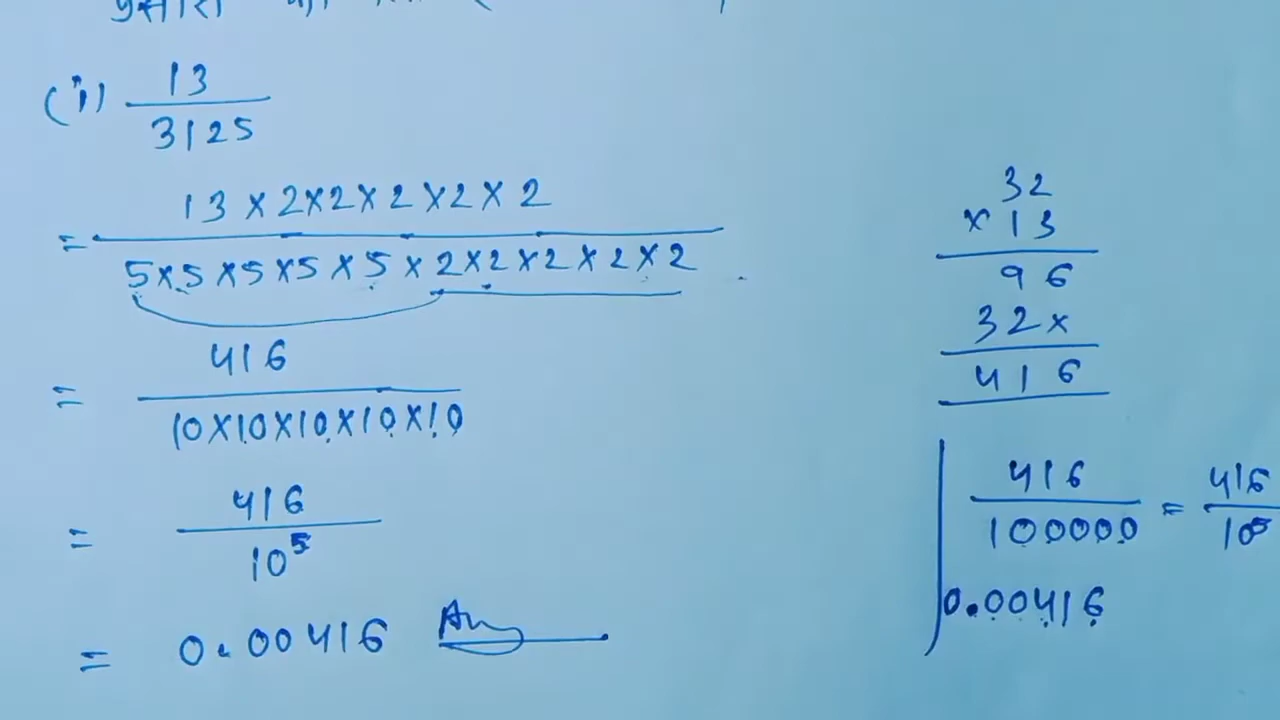 (i) 13/3125
= 13×2×2×2×2×2 / 5×5×5×5×5×2×2×2×2×2
= 416 / 10×10×10×10×10
= 416/10⁵
= 0.00416 Ans
32
×13
96
32×
416
416/100000 = 416/10⁵
0.00416